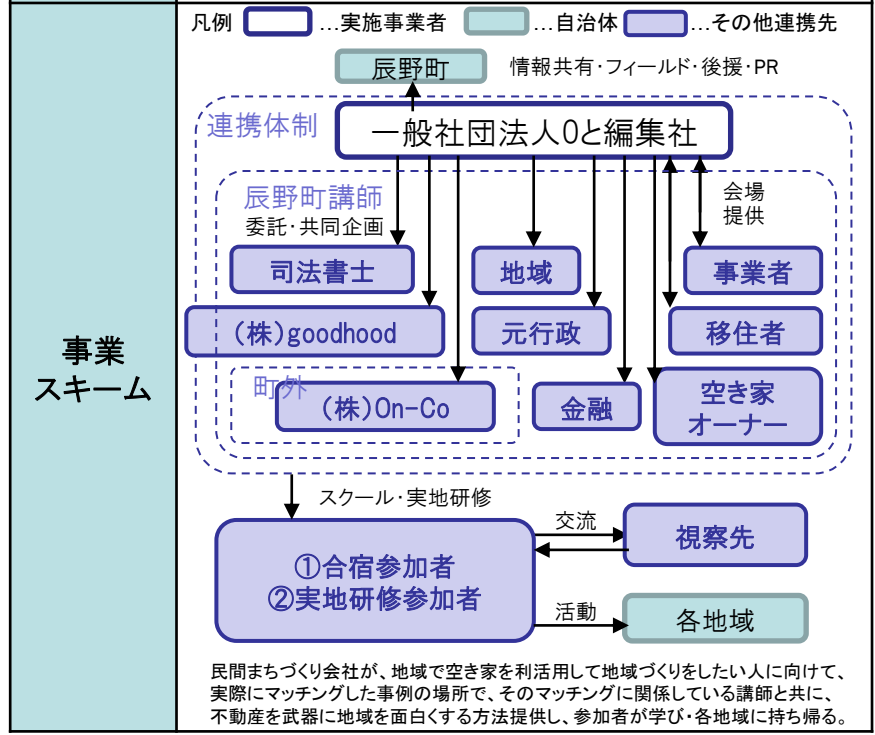 凡例 …実施事業者 …自治体 …その他連携先
辰野町 情報共有・フィールド・後援・PR
連携体制
一般社団法人0と編集社
辰野町講師
委託・共同企画
会場
提供
司法書士 地域 事業者
(株)goodhood 元行政 移住者
町外
(株)On-Co 金融
空き家
オーナー
事業
スキーム
スクール・実地研修
①合宿参加者
②実地研修参加者
交流
視察先
活動
各地域
民間まちづくり会社が、地域で空き家を利活用して地域づくりをしたい人に向けて、
実際にマッチングした事例の場所で、そのマッチングに関係している講師と共に、
不動産を武器に地域を面白くする方法提供し、参加者が学び・各地域に持ち帰る。